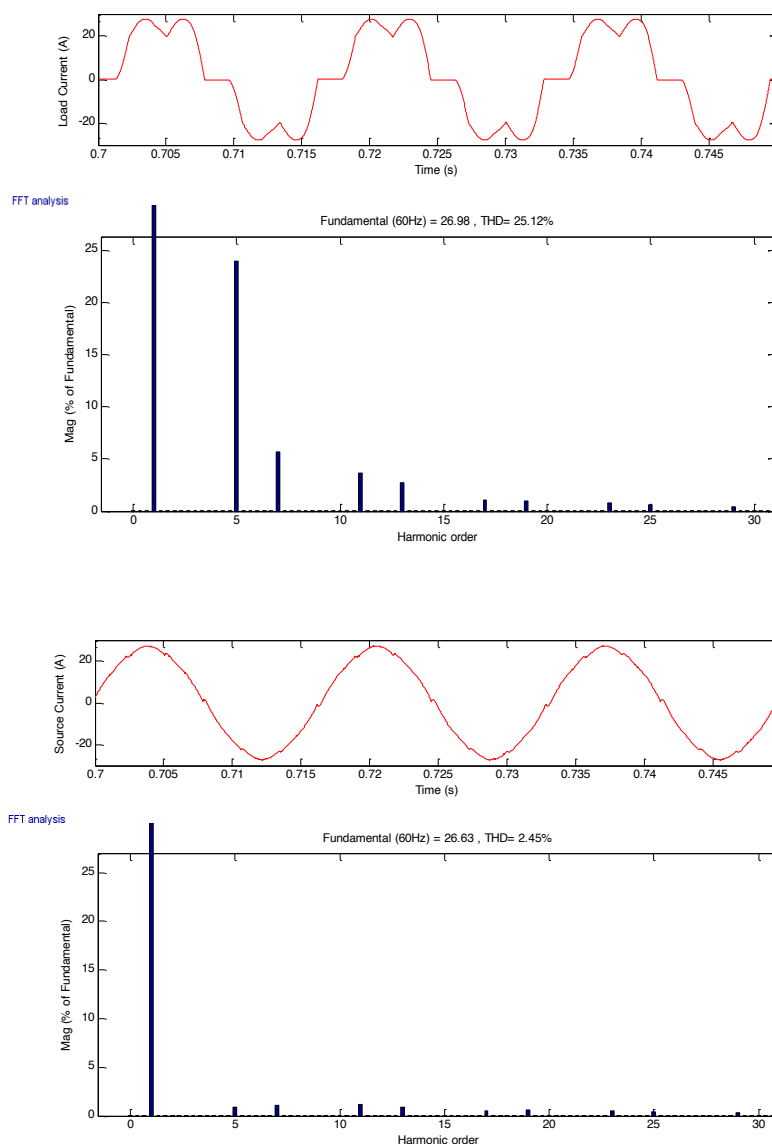 20
0
-20
Load Current (A)
0.7 0.705 0.71 0.715 0.72 0.725 0.73 0.735 0.74 0.745
Time (s)
FFT analysis
Fundamental (60Hz) = 26.98 , THD= 25.12%
25
20
15
10
5
0
Mag (% of Fundamental)
0 5 10 15 20 25 30
Harmonic order
20
0
-20
Source Current (A)
0.7 0.705 0.71 0.715 0.72 0.725 0.73 0.735 0.74 0.745
Time (s)
FFT analysis
Fundamental (60Hz) = 26.63 , THD= 2.45%
25
20
15
10
5
0
Mag (% of Fundamental)
0 5 10 15 20 25 30
Harmonic order